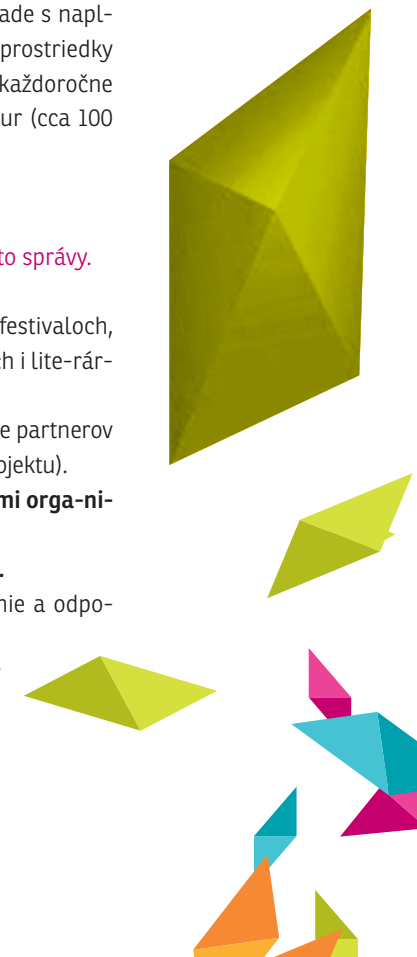 ade s napl-
prostriedky
každoročne
ur (cca 100
to správy.
festivaloch,
h i lite-rár-
e partnerov
ojektu).
mi orga-ni-
.
nie a odpo-
.